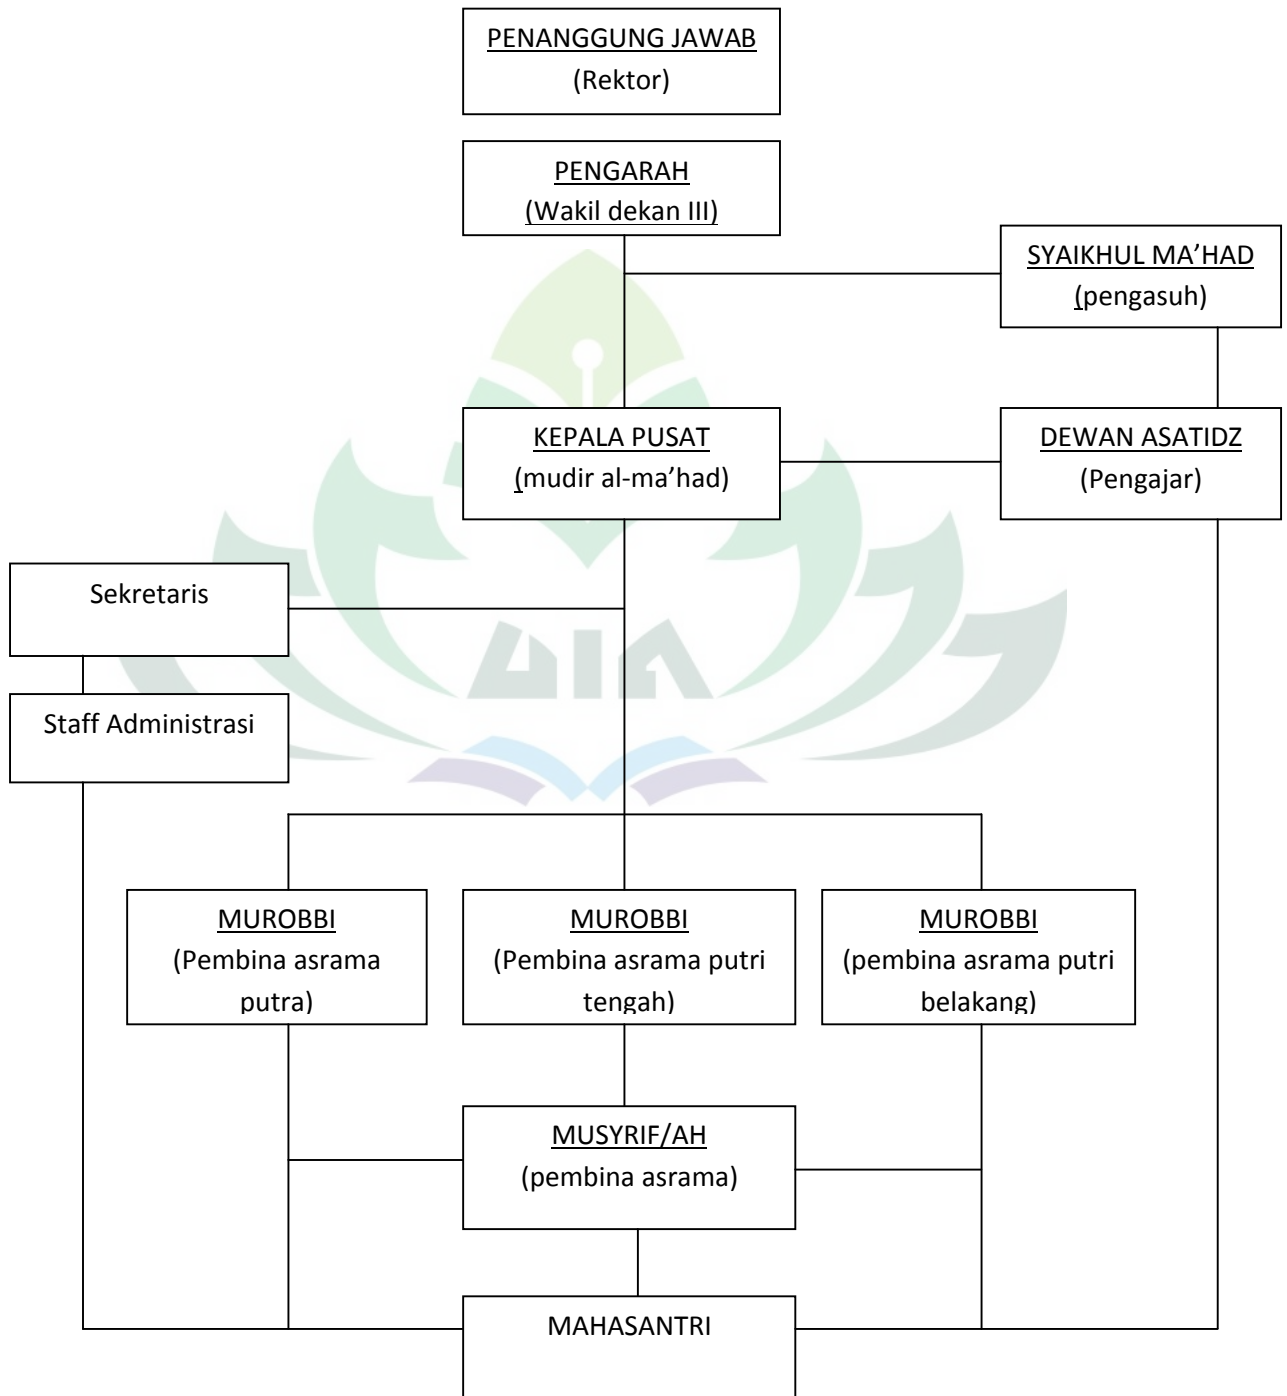 PENANGGUNG JAWAB
(Rektor)
PENGARAH
(Wakil dekan III)
SYAIKHUL MA’HAD
(pengasuh)
KEPALA PUSAT
(mudir al-ma’had)
DEWAN ASATIDZ
(Pengajar)
Sekretaris
UIN
Staff Administrasi
MUROBBI
(Pembina asrama
putra)
MUROBBI
(Pembina asrama putri
tengah)
MUROBBI
(pembina asrama putri
belakang)
MUSYRIF/AH
(pembina asrama)
MAHASANTRI